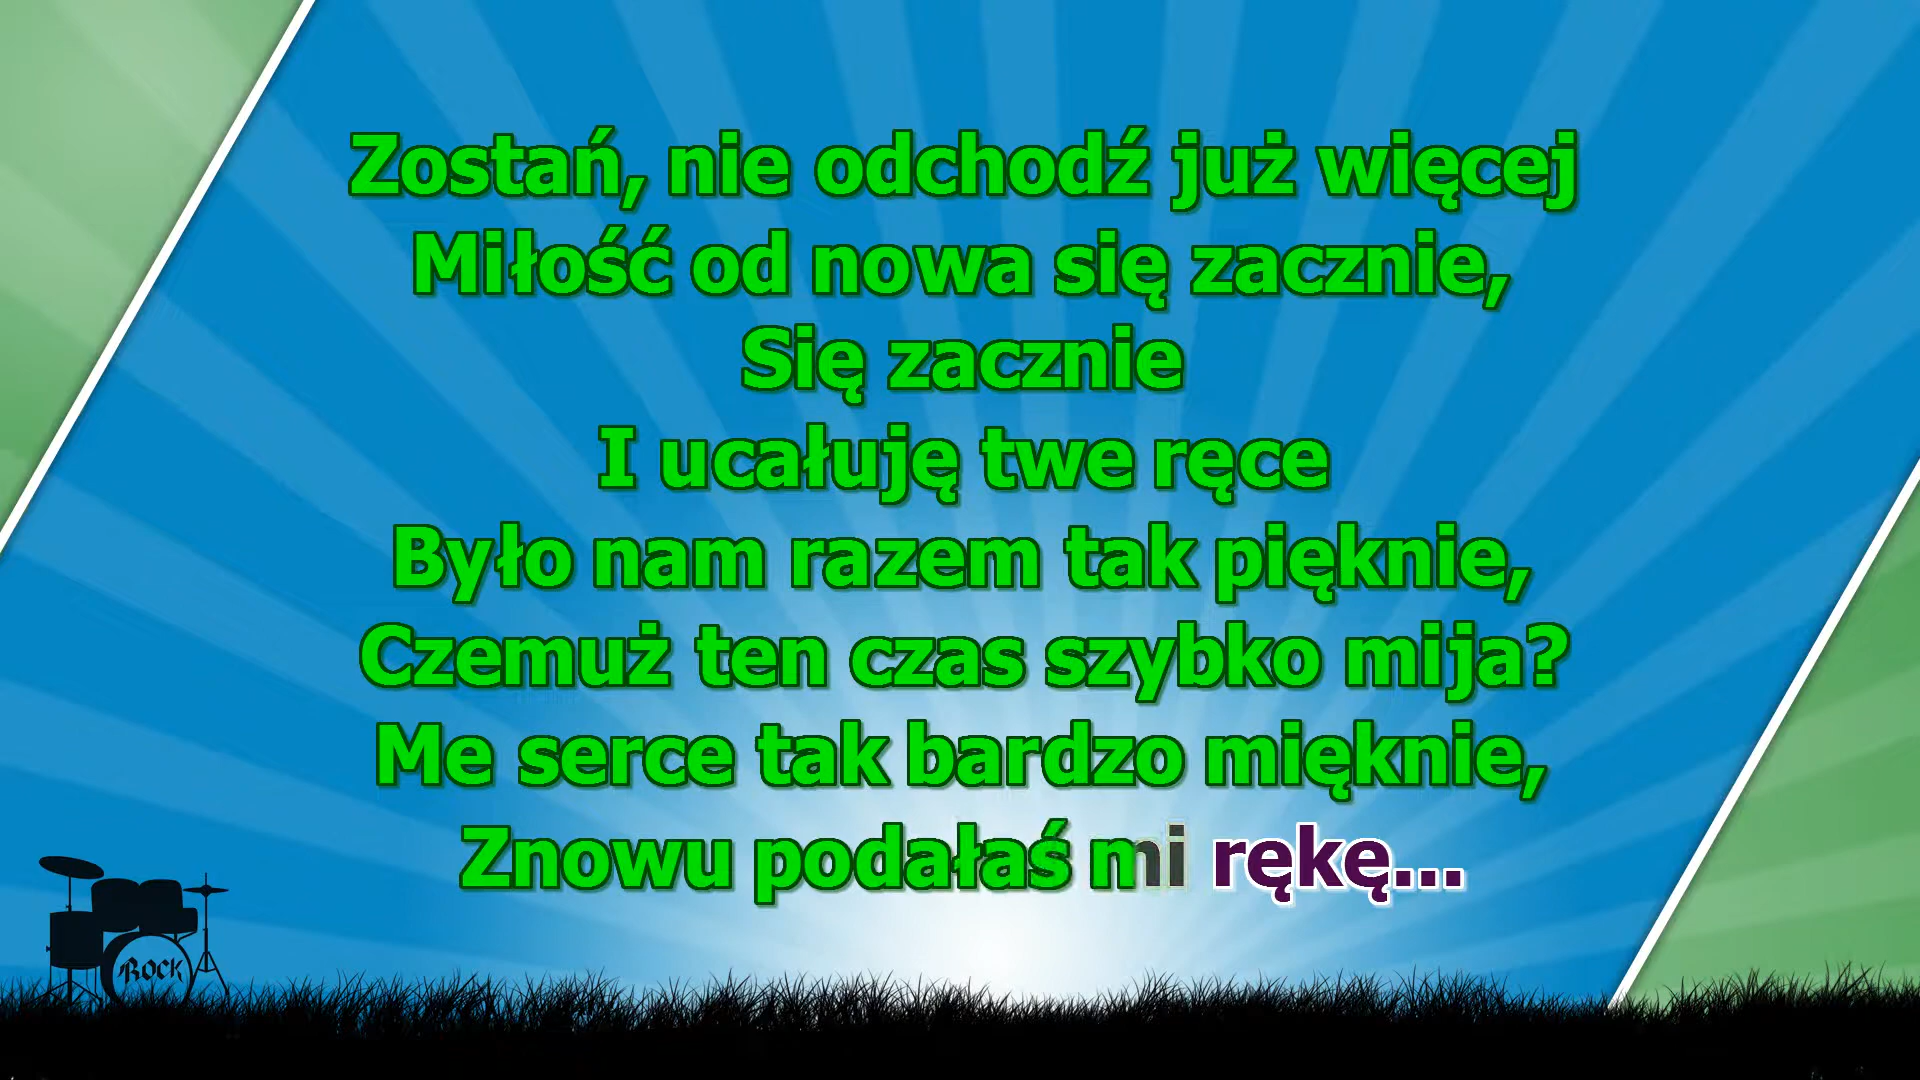 Zostań, nie odchodź już więcej
Miłość od nowa się zacznie,
Się zacznie
I ucałuję twe ręce
Było nam razem tak pięknie,
Czemuż ten czas szybko mija?
Me serce tak bardzo mięknie,
Znowu podałaś mi rękę...
ROCK